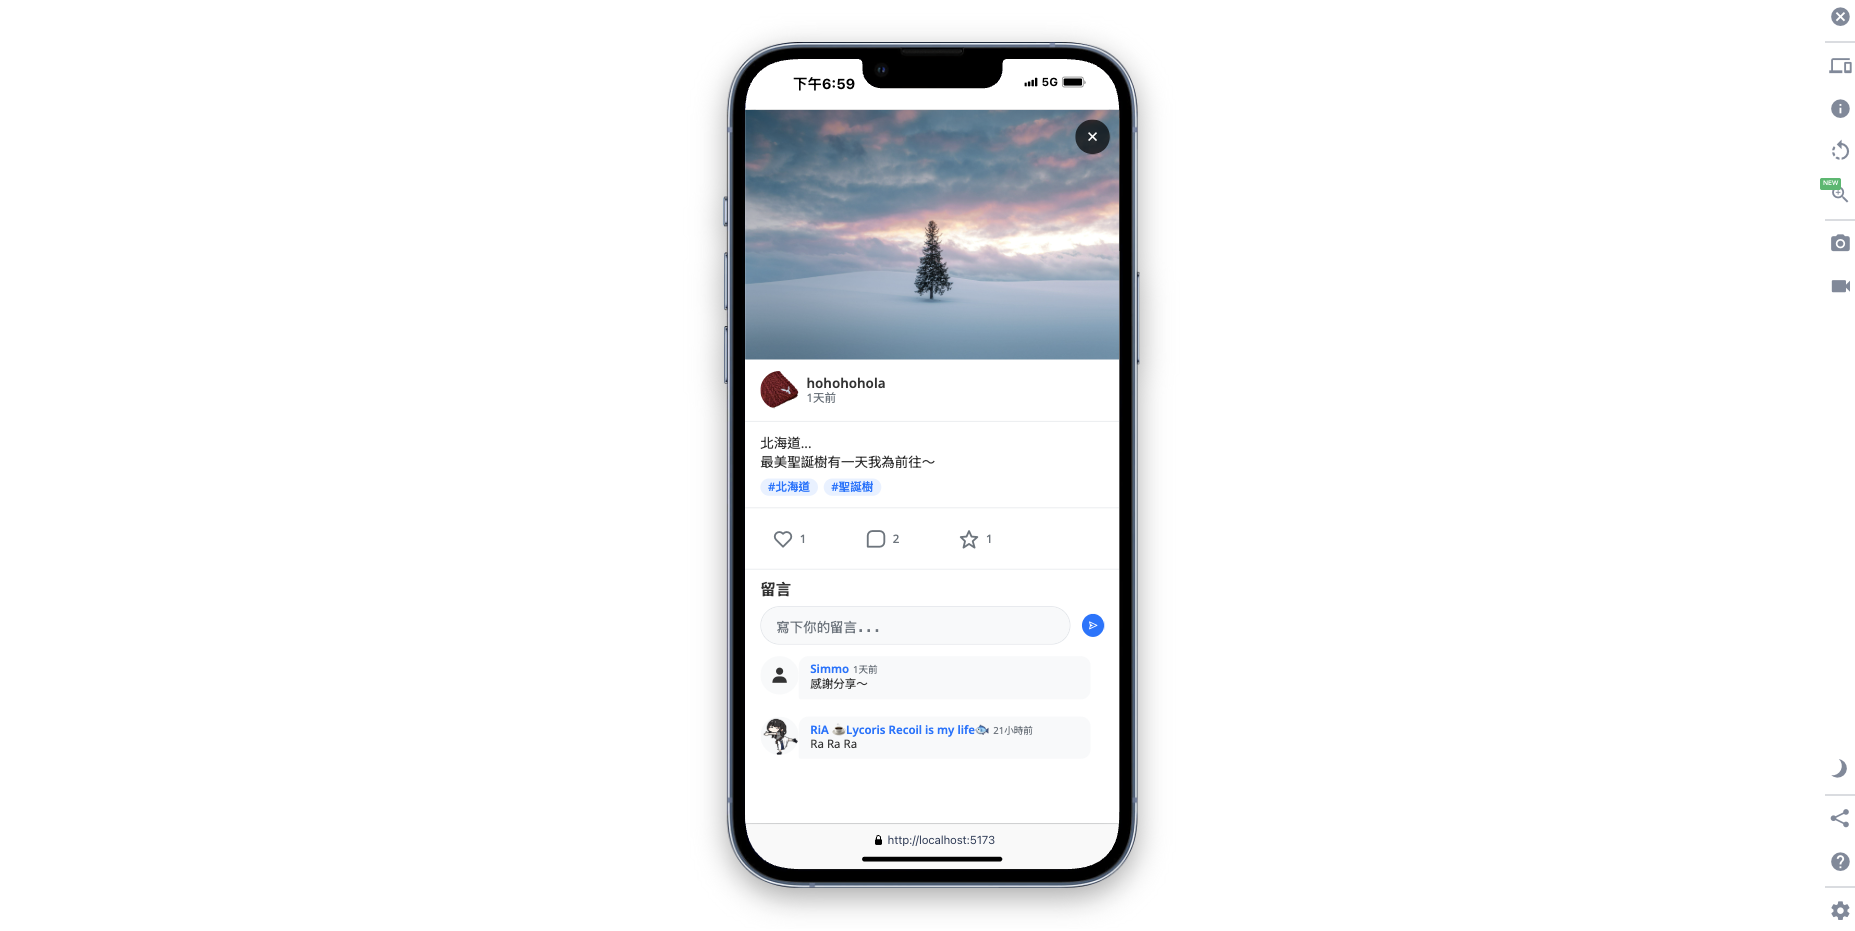 下午6:59
5G
NEW
hohohohola
1天前
北海道...
最美聖誕樹有一天我為前往～
#北海道 #聖誕樹
1 2 1
留言
寫下你的留言...
Simmo 1天前
感謝分享～
RiA ☕Lycoris Recoil is my life🐟 21小時前
Ra Ra Ra
http://localhost:5173